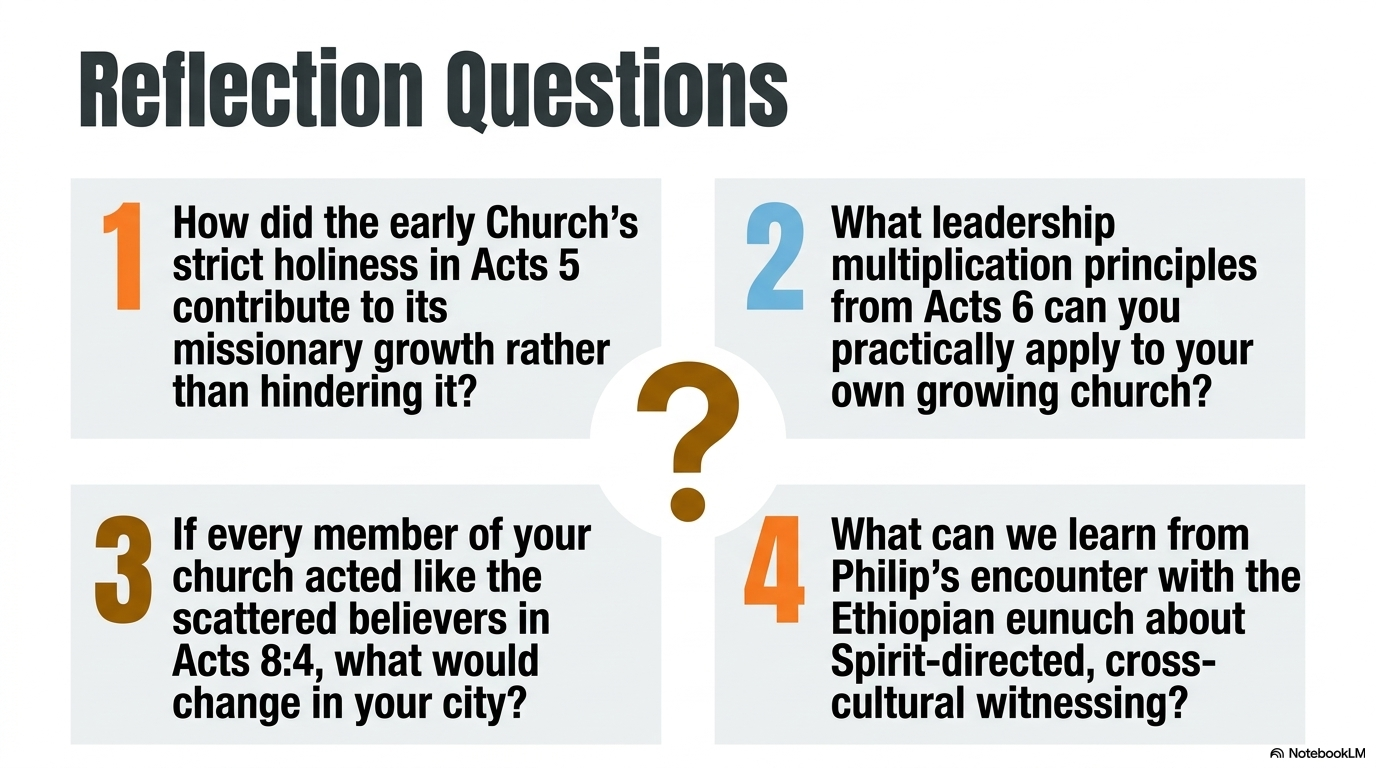 Reflection Questions
1
How did the early Church’s
strict holiness in Acts 5
contribute to its
missionary growth rather
than hindering it?
2
What leadership
multiplication principles
from Acts 6 can you
practically apply to your
own growing church?
?
3
If every member of your
church acted like the
scattered believers in
Acts 8:4, what would
change in your city?
4
What can we learn from
Philip’s encounter with the
Ethiopian eunuch about
Spirit-directed, cross-
cultural witnessing?
NotebookLM